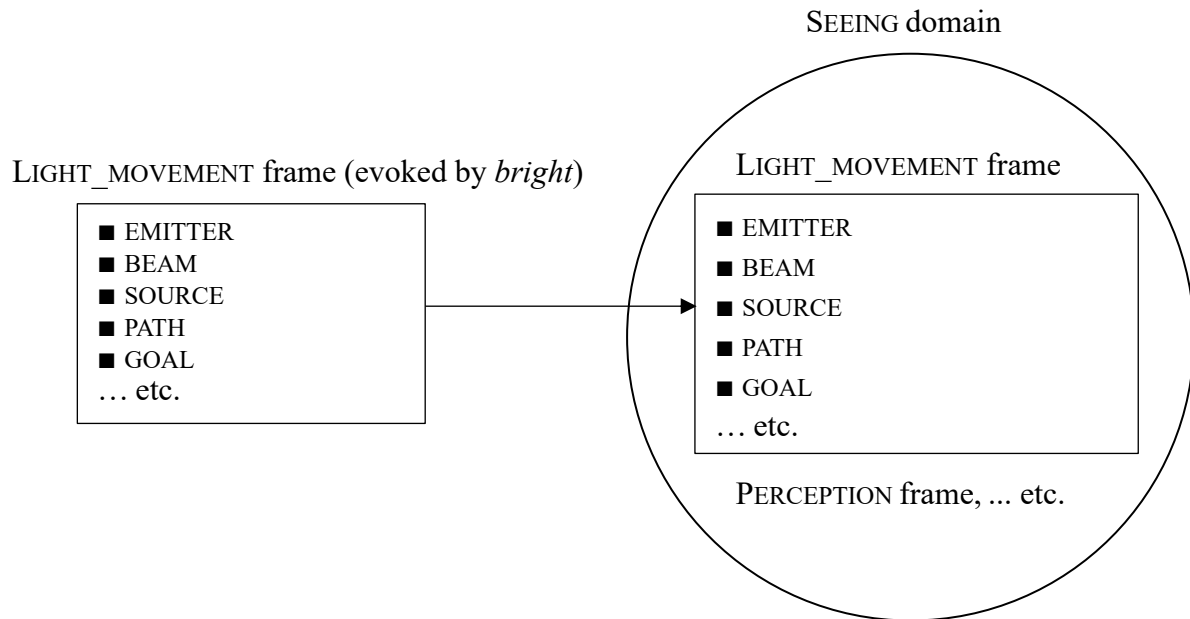 SEEING domain
LIGHT_MOVEMENT frame (evoked by bright)
■ EMITTER
■ BEAM
■ SOURCE
■ PATH
■ GOAL
… etc.
LIGHT_MOVEMENT frame
■ EMITTER
■ BEAM
■ SOURCE
■ PATH
■ GOAL
… etc.
PERCEPTION frame, ... etc.